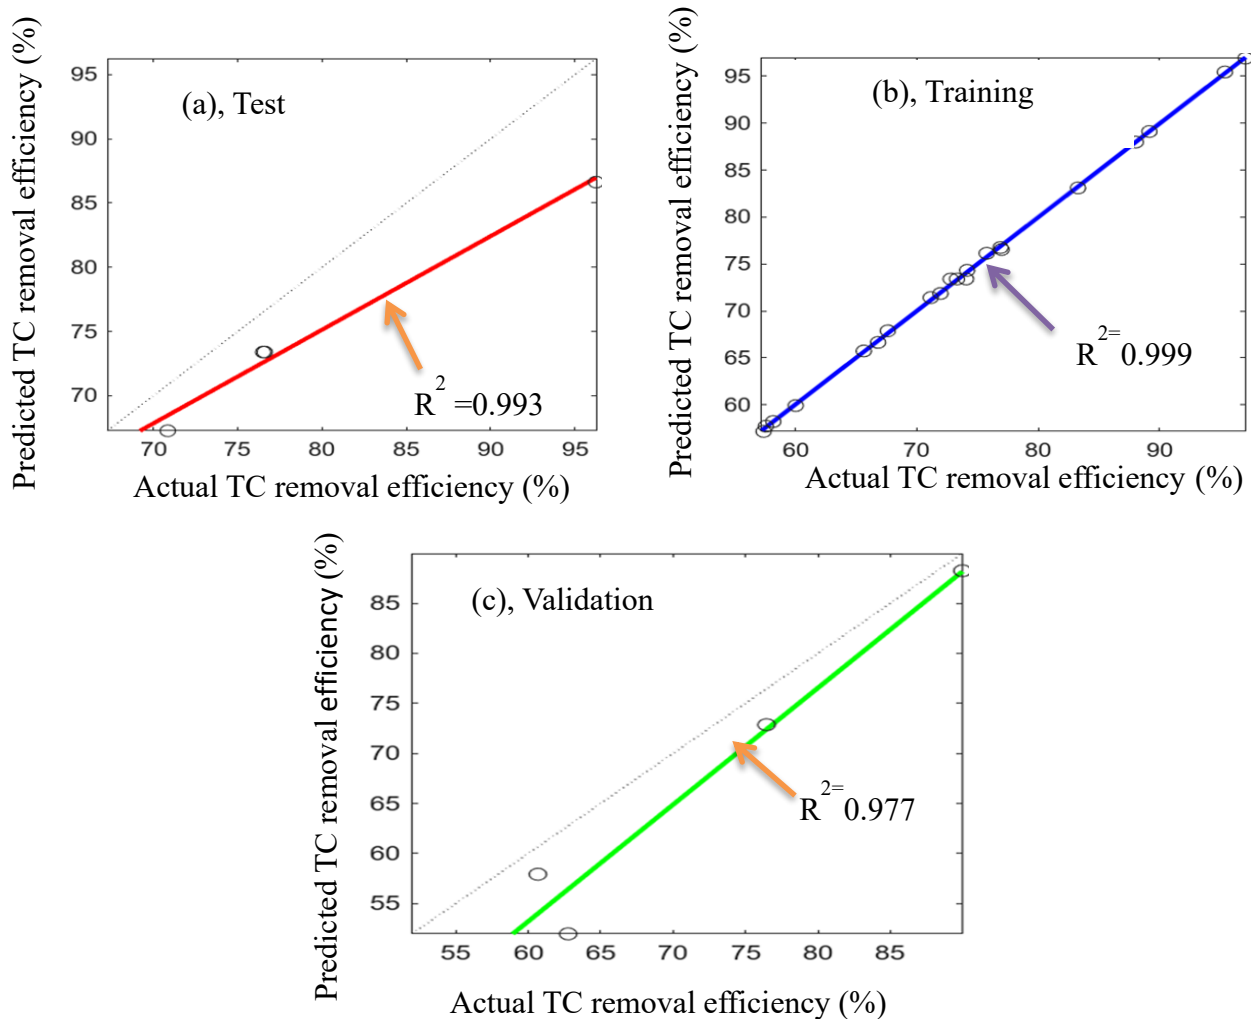 Predicted TC removal efficiency (%)
(a), Test
95
90
85
80
75
70
70 75 80 85 90 95
R2 =0.993
Actual TC removal efficiency (%)
Predicted TC removal efficiency (%)
(b), Training
95
90
85
80
75
70
65
60
60 70 80 90
R2=0.999
Actual TC removal efficiency (%)
Predicted TC removal efficiency (%)
(c), Validation
85
80
75
70
65
60
55
55 60 65 70 75 80 85
R2=0.977
Actual TC removal efficiency (%)